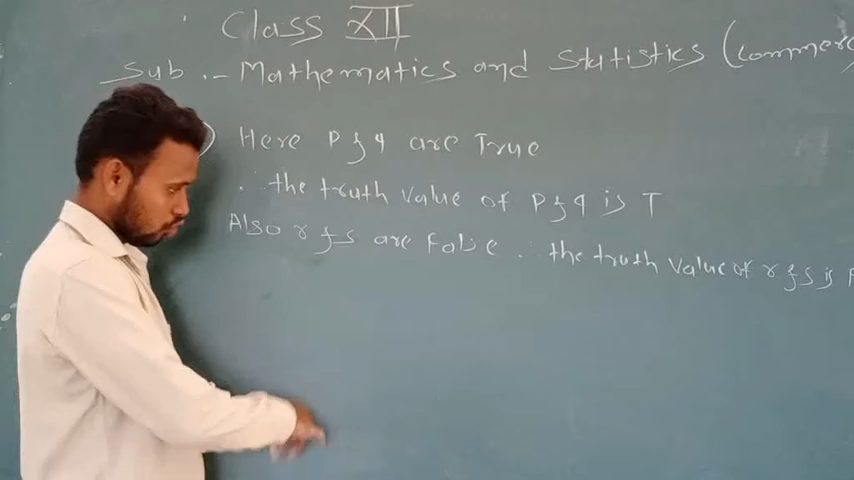 Class XII
Sub :- Mathematics and Statistics (Commerc
) Here P & q are True
∴ the truth value of P & q is T
Also r & s are False ∴ the truth value of r & s is F